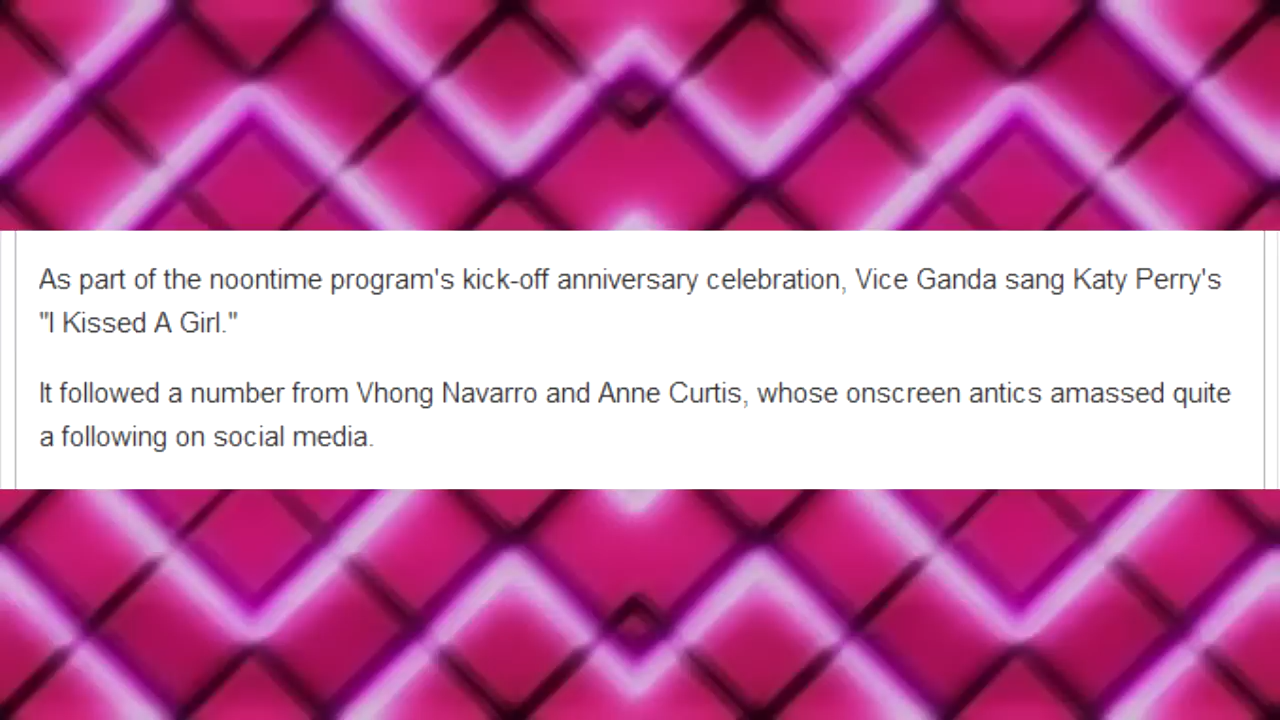 As part of the noontime program's kick-off anniversary celebration, Vice Ganda sang Katy Perry's
"I Kissed A Girl."
It followed a number from Vhong Navarro and Anne Curtis, whose onscreen antics amassed quite
a following on social media.